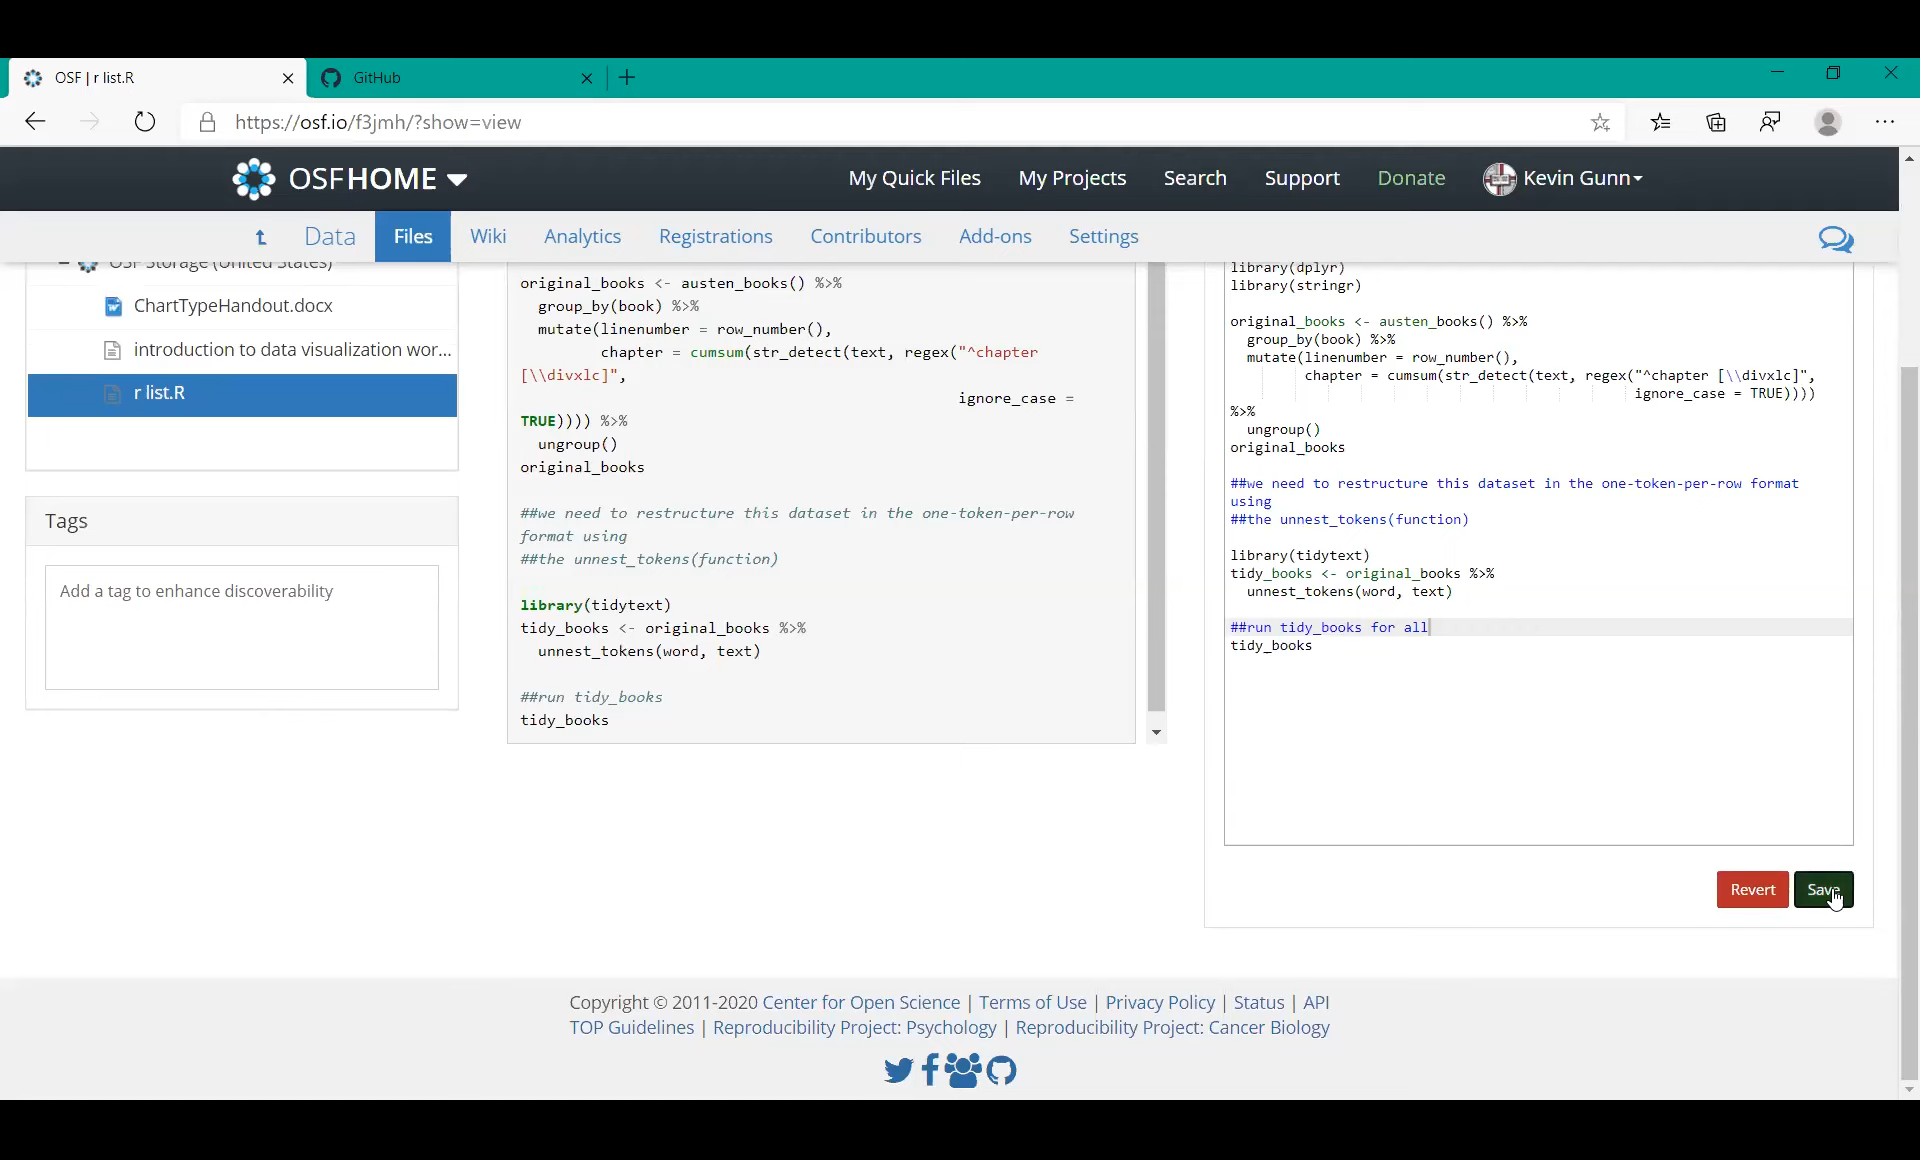 OSF | r list.R
GitHub
https://osf.io/f3jmh/?show=view
OSFHOME
My Quick Files
My Projects
Search
Support
Donate
Kevin Gunn
Data
Files
Wiki
Analytics
Registrations
Contributors
Add-ons
Settings
OSF Storage (United States)
ChartTypeHandout.docx
introduction to data visualization wor...
r list.R
Tags
Add a tag to enhance discoverability
original_books <- austen_books() %>%
group_by(book) %>%
mutate(linenumber = row_number(),
chapter = cumsum(str_detect(text, regex("^chapter
[\\divxlc]",
ignore_case =
TRUE)))) %>%
ungroup()
original_books
##we need to restructure this dataset in the one-token-per-row
format using
##the unnest_tokens(function)
library(tidytext)
tidy_books <- original_books %>%
unnest_tokens(word, text)
##run tidy_books
tidy_books
library(dplyr)
library(stringr)
original_books <- austen_books() %>%
group_by(book) %>%
mutate(linenumber = row_number(),
chapter = cumsum(str_detect(text, regex("^chapter [\\divxlc]",
ignore_case = TRUE))))
%>%
ungroup()
original_books
##we need to restructure this dataset in the one-token-per-row format
using
##the unnest_tokens(function)
library(tidytext)
tidy_books <- original_books %>%
unnest_tokens(word, text)
##run tidy_books for all
tidy_books
Revert
Save
Copyright © 2011-2020 Center for Open Science | Terms of Use | Privacy Policy | Status | API
TOP Guidelines | Reproducibility Project: Psychology | Reproducibility Project: Cancer Biology